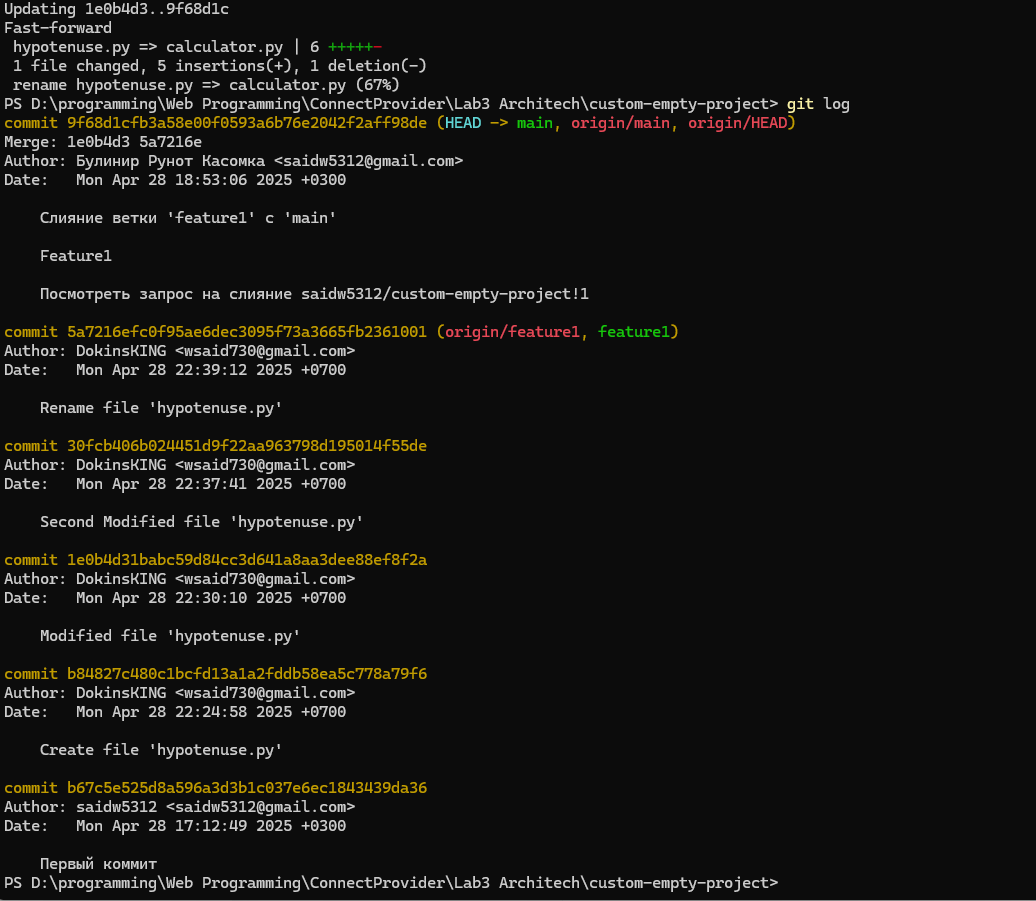 Updating 1e0b4d3..9f68d1c
Fast-forward
 hypotenuse.py => calculator.py | 6 +++++-
 1 file changed, 5 insertions(+), 1 deletion(-)
 rename hypotenuse.py => calculator.py (67%)
PS D:\programming\Web Programming\ConnectProvider\Lab3 Architech\custom-empty-project> git log
commit 9f68d1cfb3a58e00f0593a6b76e2042f2aff98de (HEAD -> main, origin/main, origin/HEAD)
Merge: 1e0b4d3 5a7216e
Author: Булинир Рунот Касомка <saidw5312@gmail.com>
Date:   Mon Apr 28 18:53:06 2025 +0300

    Слияние ветки 'feature1' с 'main'

    Feature1

    Посмотреть запрос на слияние saidw5312/custom-empty-project!1

commit 5a7216efc0f95ae6dec3095f73a3665fb2361001 (origin/feature1, feature1)
Author: DokinsKING <wsaid730@gmail.com>
Date:   Mon Apr 28 22:39:12 2025 +0700

    Rename file 'hypotenuse.py'

commit 30fcb406b024451d9f22aa963798d195014f55de
Author: DokinsKING <wsaid730@gmail.com>
Date:   Mon Apr 28 22:37:41 2025 +0700

    Second Modified file 'hypotenuse.py'

commit 1e0b4d31babc59d84cc3d641a8aa3dee88ef8f2a
Author: DokinsKING <wsaid730@gmail.com>
Date:   Mon Apr 28 22:30:10 2025 +0700

    Modified file 'hypotenuse.py'

commit b84827c480c1bcfd13a1a2fddb58ea5c778a79f6
Author: DokinsKING <wsaid730@gmail.com>
Date:   Mon Apr 28 22:24:58 2025 +0700

    Create file 'hypotenuse.py'

commit b67c5e525d8a596a3d3b1c037e6ec1843439da36
Author: saidw5312 <saidw5312@gmail.com>
Date:   Mon Apr 28 17:12:49 2025 +0300

    Первый коммит
PS D:\programming\Web Programming\ConnectProvider\Lab3 Architech\custom-empty-project>